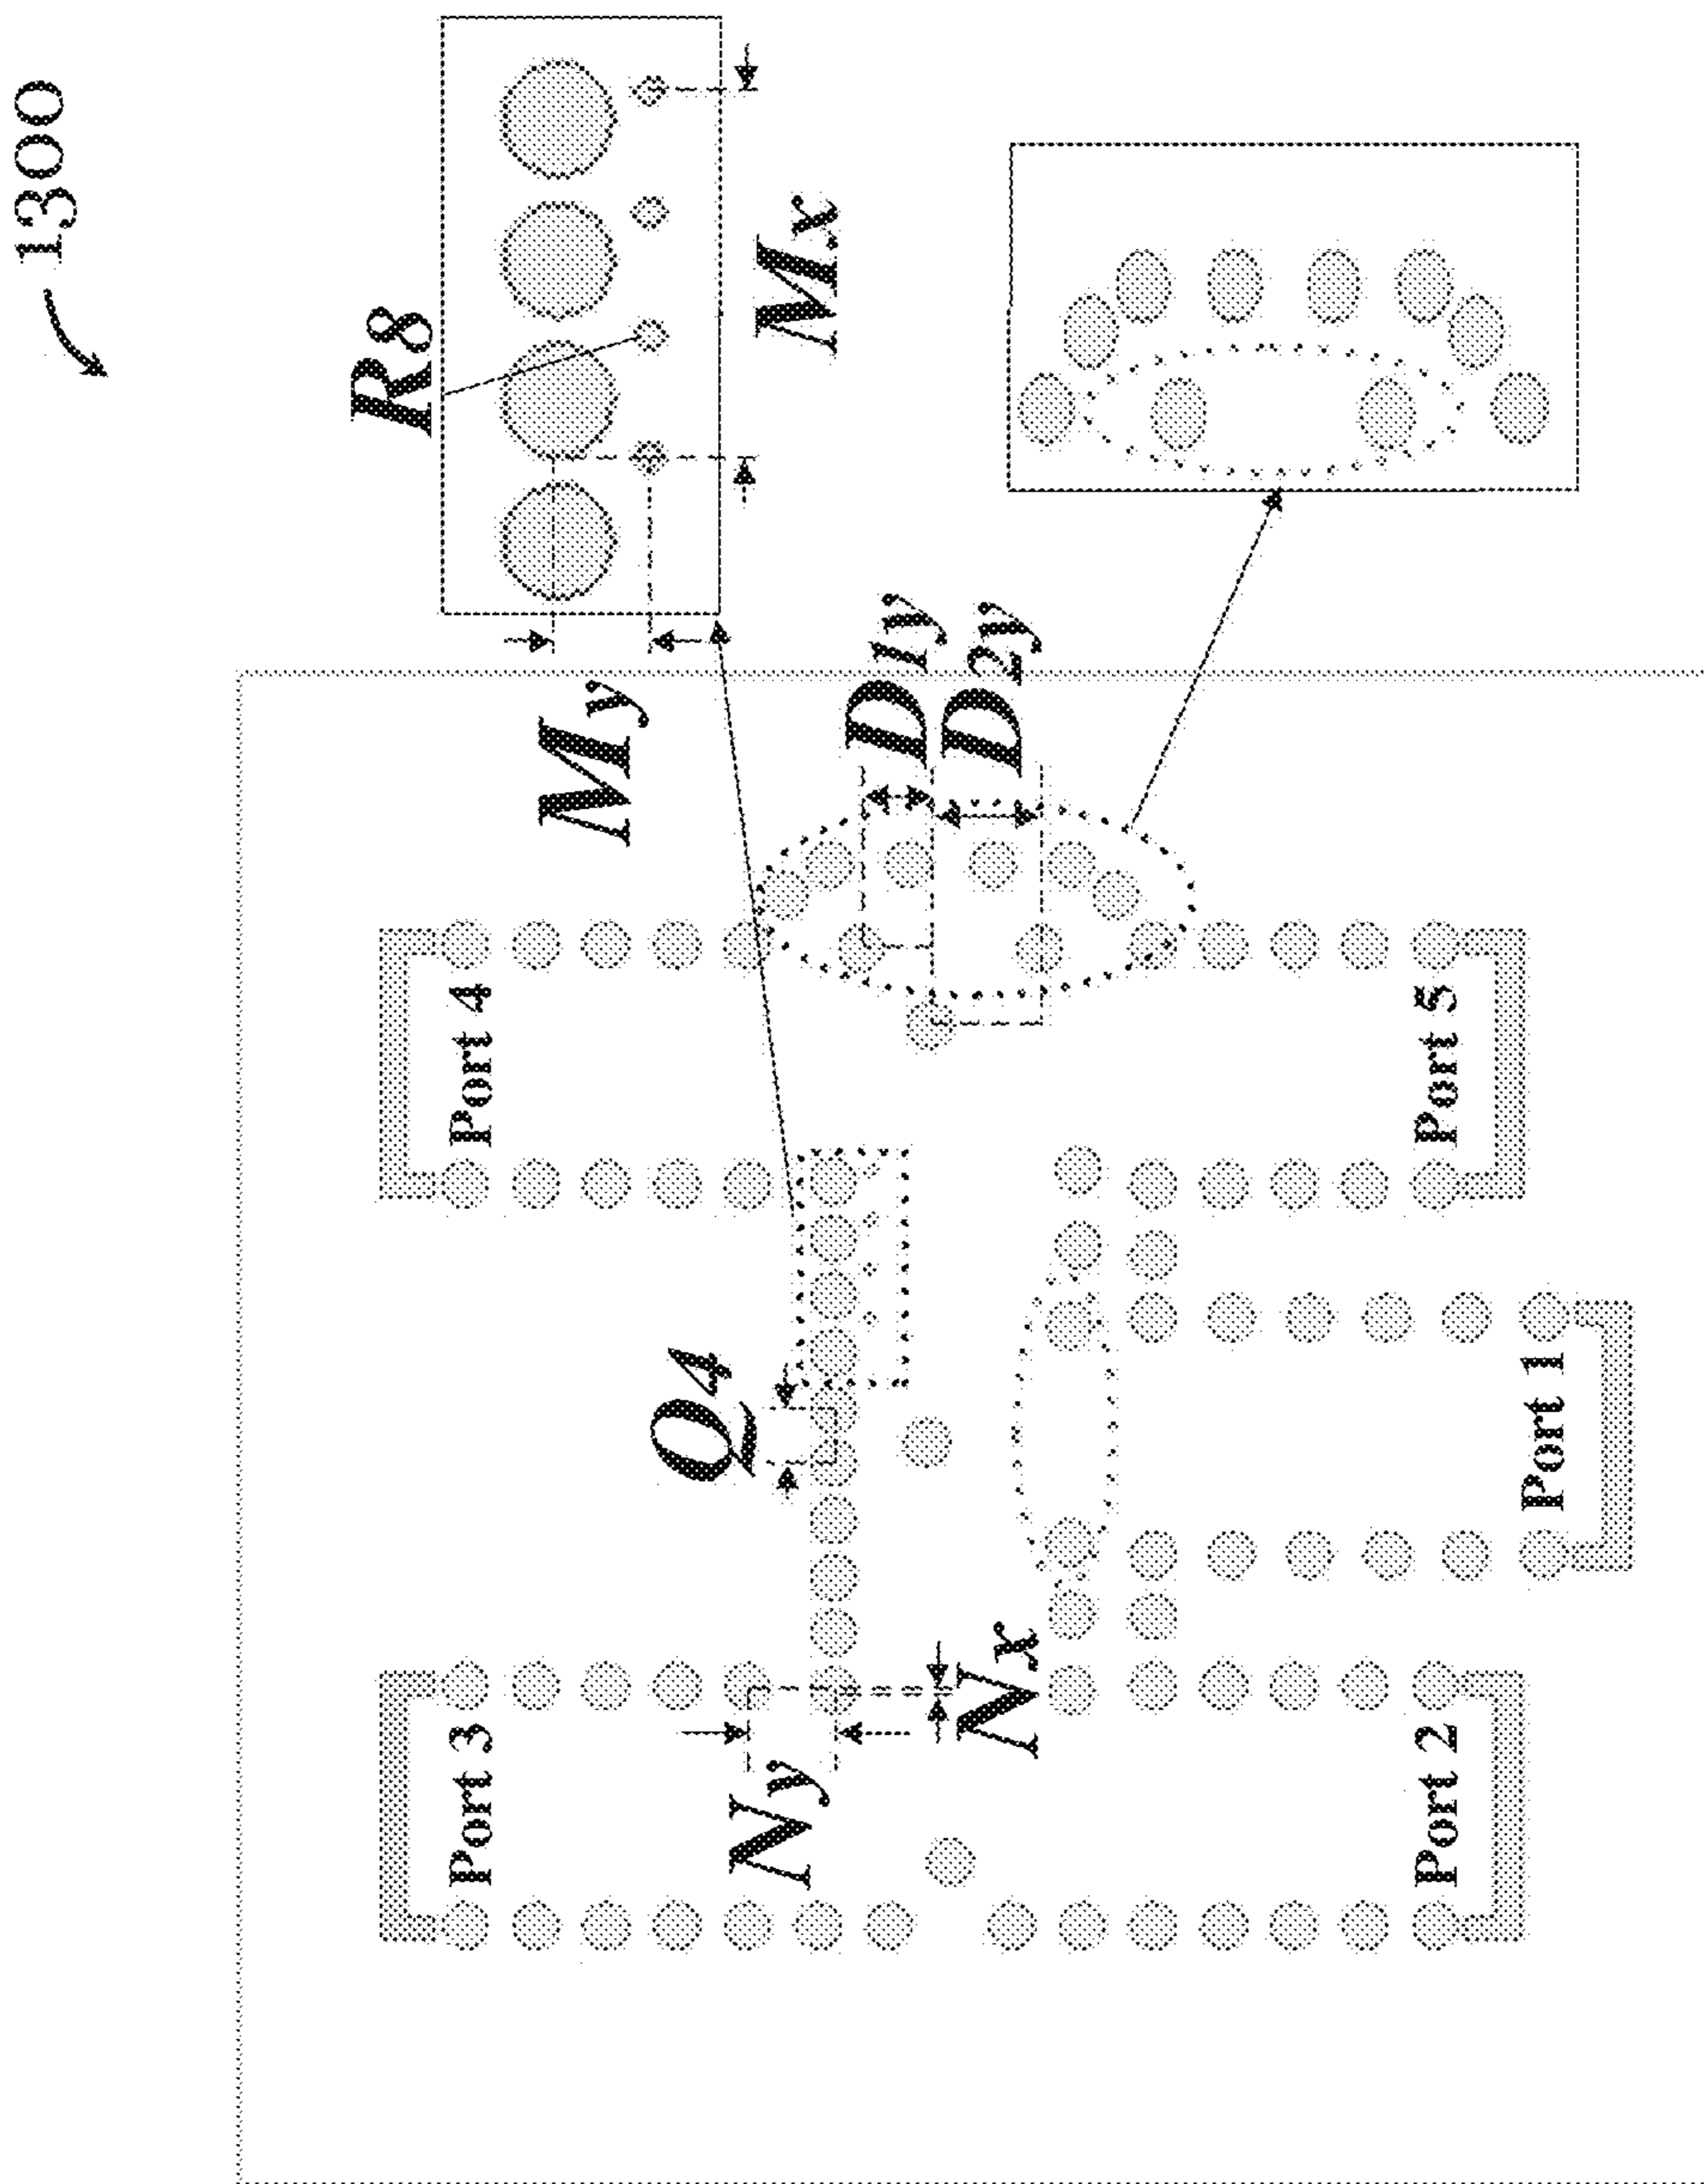 1300
R8
Mx
My
D1y
D2y
Port 4
Port 5
Q4
Port 1
Nx
Ny
Port 3
Port 2